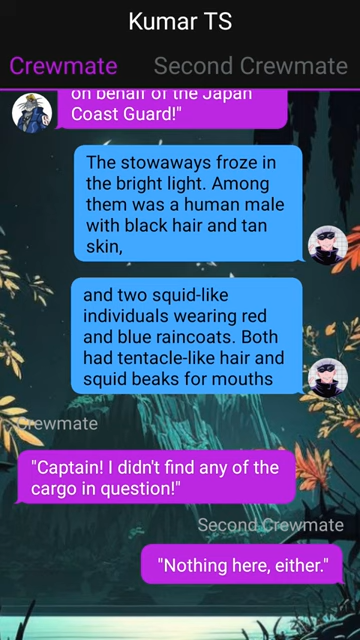 Kumar TS
Crewmate
Second Crewmate
on behalf of the Japan
Coast Guard!"
The stowaways froze in
the bright light. Among
them was a human male
with black hair and tan
skin,
and two squid-like
individuals wearing red
and blue raincoats. Both
had tentacle-like hair and
squid beaks for mouths
Crewmate
"Captain! I didn't find any of the
cargo in question!"
Second Crewmate
"Nothing here, either."